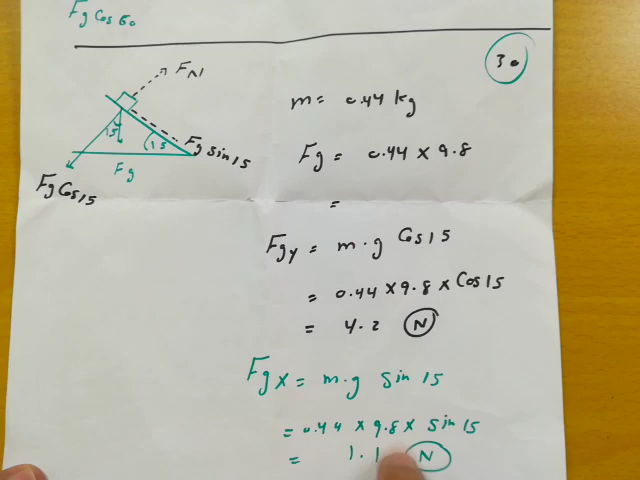 Fg Cos 60
30
FN
m = 0.44 kg
15
15
Fg Sin 15
Fg = 0.44 × 9.8
Fg
Fg Cos 15
=
Fgy = m·g Cos 15
= 0.44 × 9.8 × Cos 15
= 4.2 N
Fgx = m·g Sin 15
= 0.44 × 9.8 × Sin 15
= 1.1 N